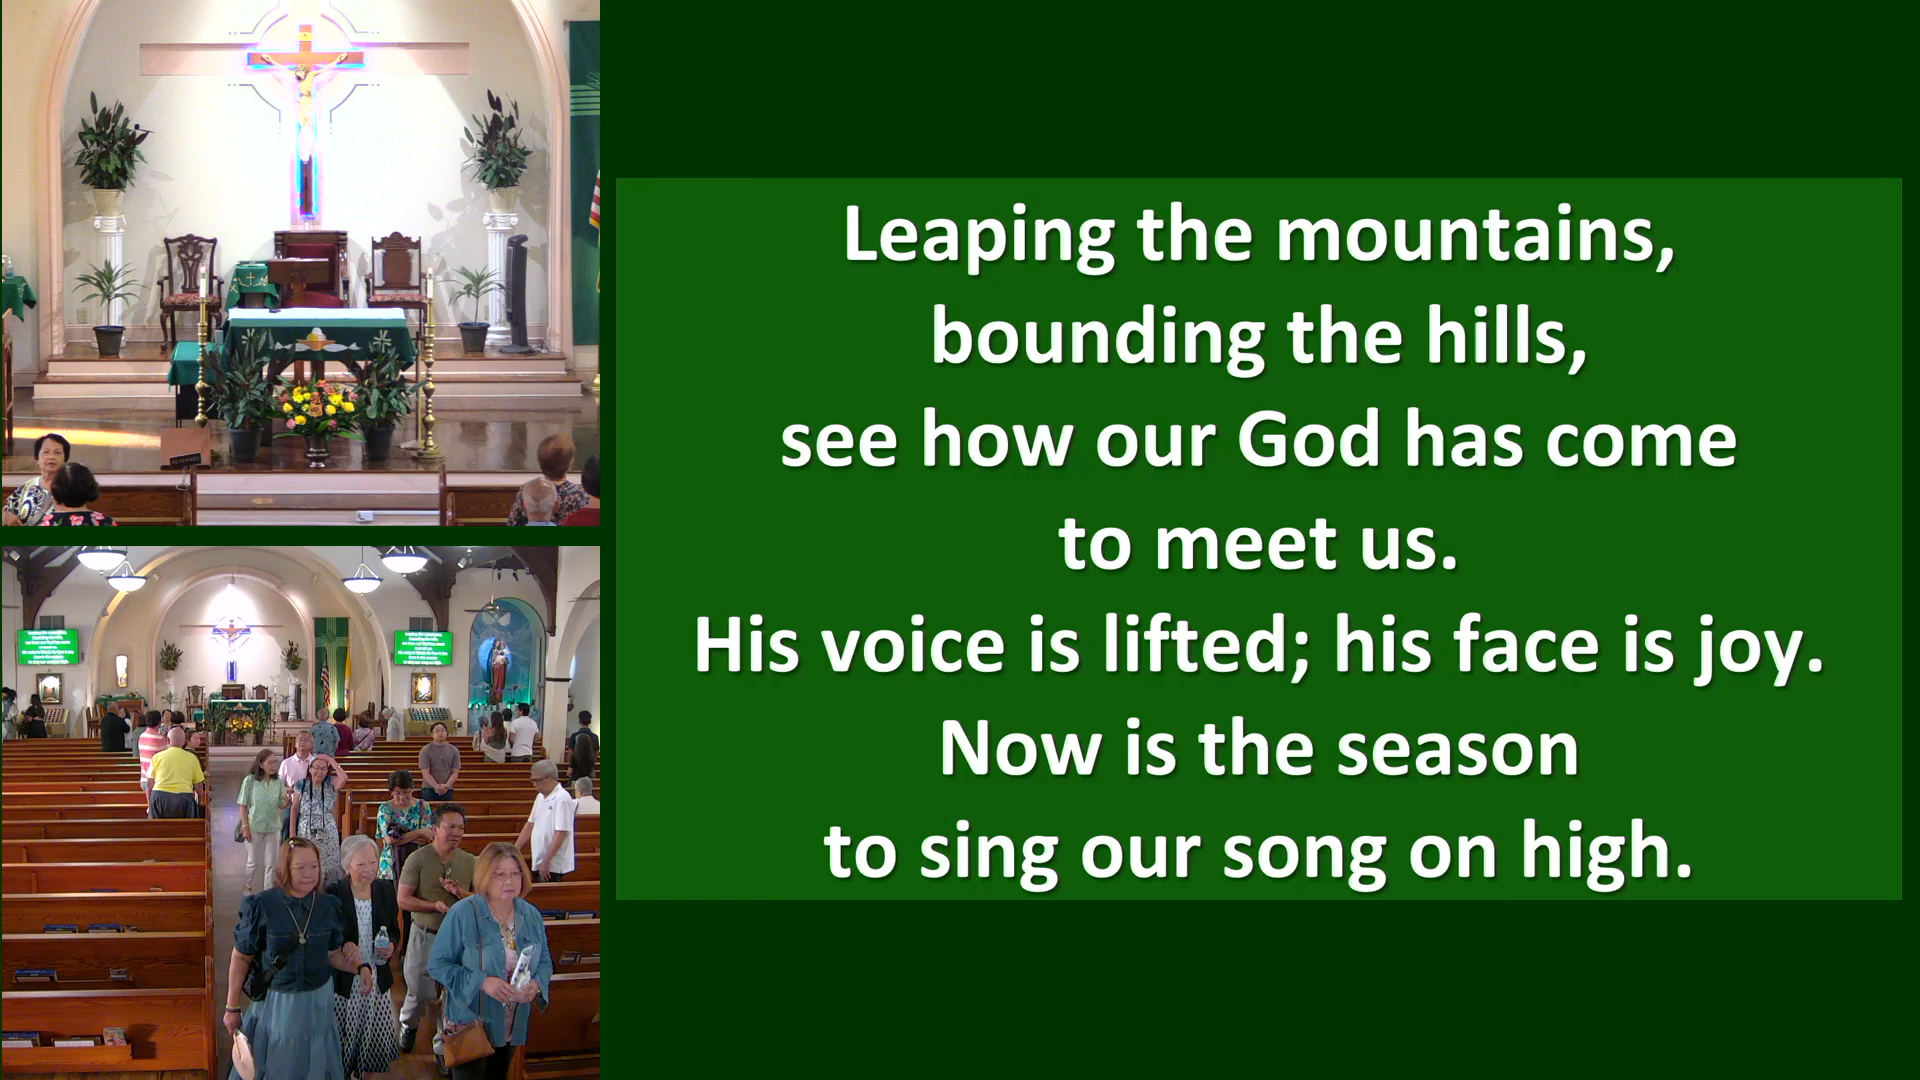 Leaping the mountains,
bounding the hills,
see how our God has come
to meet us.
His voice is lifted; his face is joy.
Now is the season
to sing our song on high.